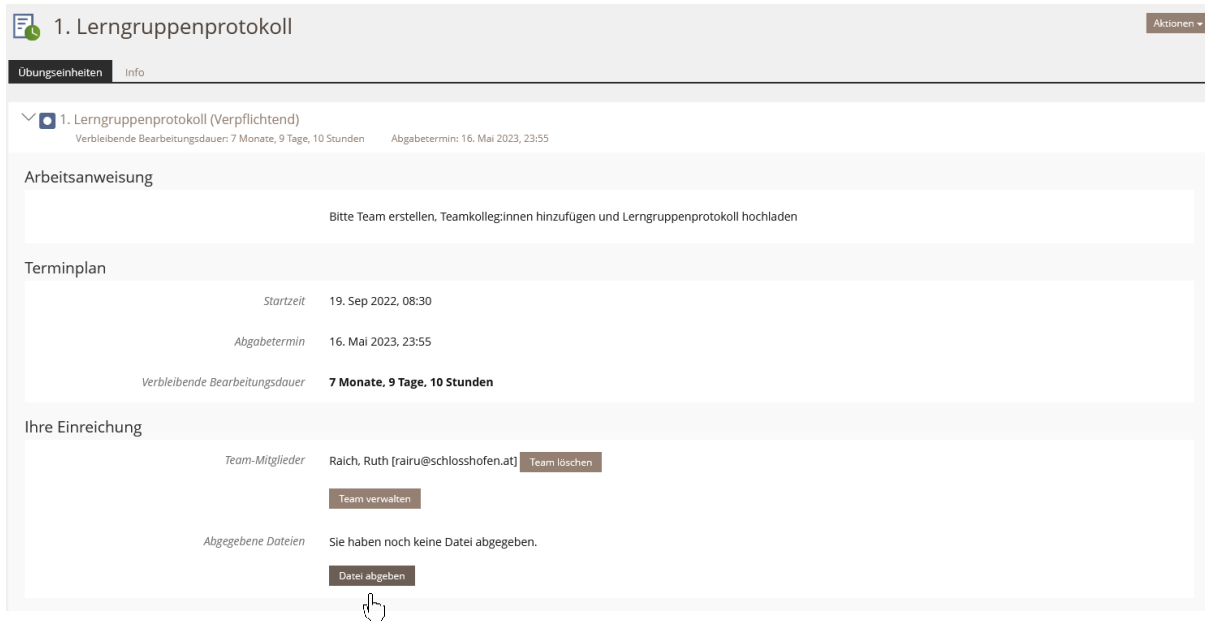 1. Lerngruppenprotokoll
Aktionen
Übungseinheiten Info
1. Lerngruppenprotokoll (Verpflichtend)
Verbleibende Bearbeitungsdauer: 7 Monate, 9 Tage, 10 Stunden Abgabetermin: 16. Mai 2023, 23:55
Arbeitsanweisung
Bitte Team erstellen, Teamkolleg:innen hinzufügen und Lerngruppenprotokoll hochladen
Terminplan
Startzeit 19. Sep 2022, 08:30
Abgabetermin 16. Mai 2023, 23:55
Verbleibende Bearbeitungsdauer 7 Monate, 9 Tage, 10 Stunden
Ihre Einreichung
Team-Mitglieder Raich, Ruth [rairu@schlosshofen.at] Team löschen
Team verwalten
Abgegebene Dateien Sie haben noch keine Datei abgegeben.
Datei abgeben